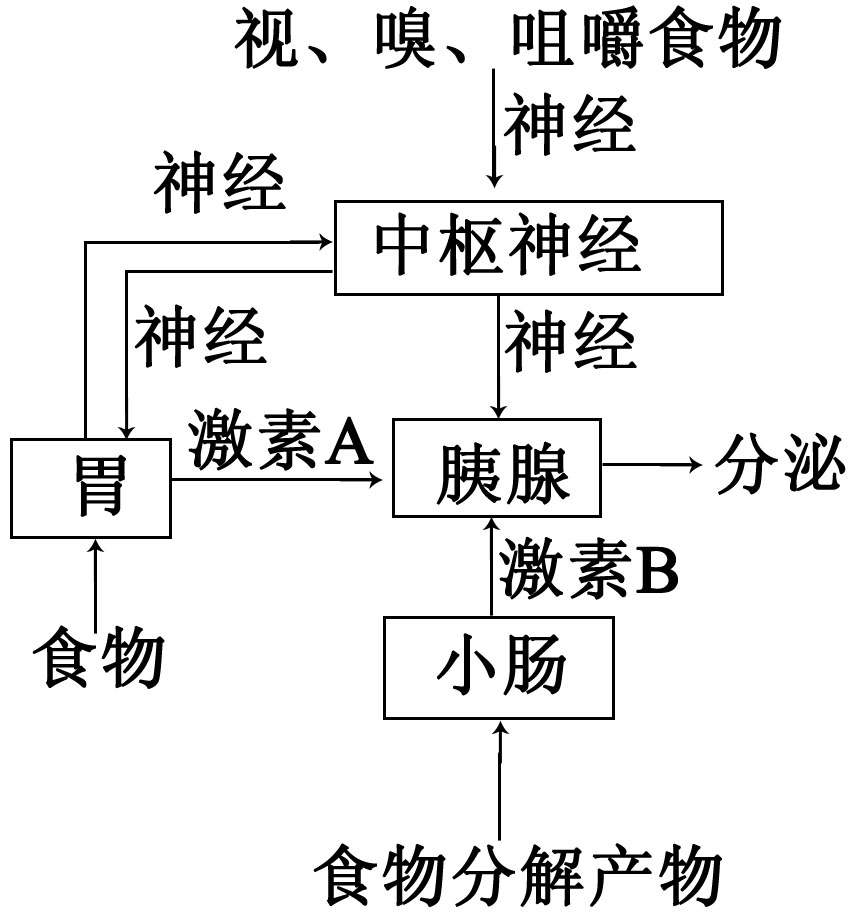 视、嗅、咀嚼食物
神经
神经
中枢神经
神经
神经
激素A
胃
胰腺
分泌
激素B
食物
小肠
食物分解产物